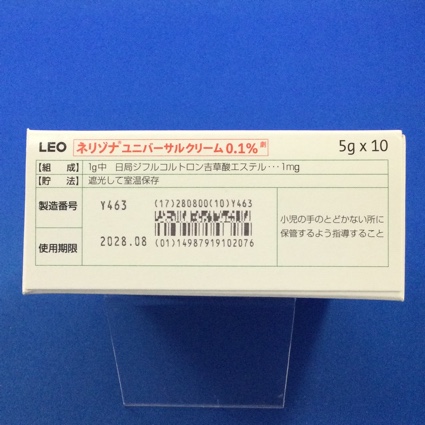 LEO ネリゾナ®ユニバーサルクリーム0.1% 劇 5g x 10
【組 成】 1g中 日局ジフルコルトロン吉草酸エステル･･･1mg
【貯 法】 遮光して室温保存
製造番号 Y463
(17)280800(10)Y463
使用期限 2028.08
(01)14987919102076
小児の手のとどかない所に
保管するよう指導すること